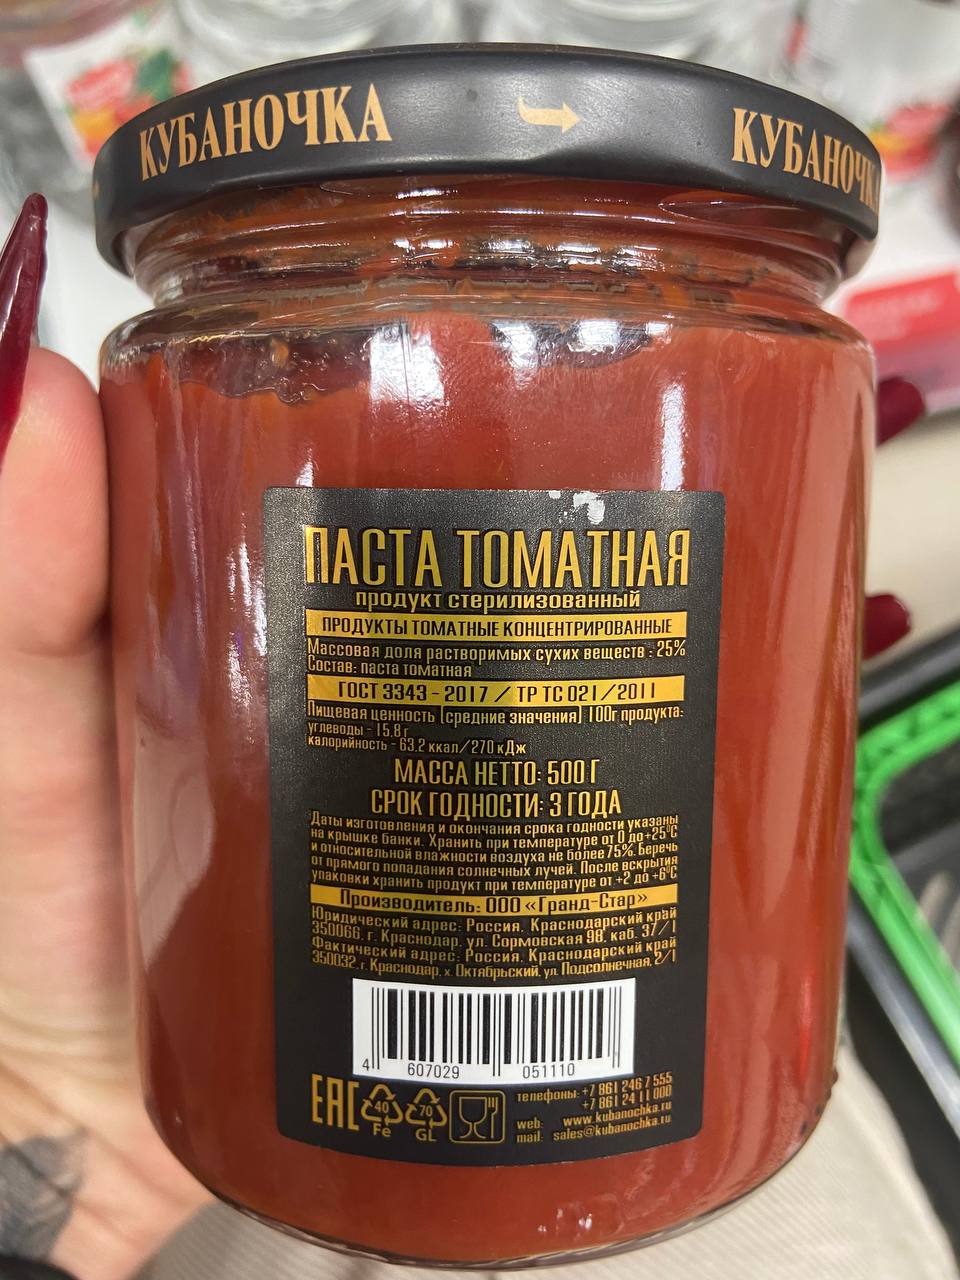 КУБАНОЧКА
КУБАНОЧКА
ПАСТА ТОМАТНАЯ
продукт стерилизованный
ПРОДУКТЫ ТОМАТНЫЕ КОНЦЕНТРИРОВАННЫЕ
Массовая доля растворимых сухих веществ : 25%
Состав: паста томатная
ГОСТ 3343 - 2017 / ТР ТС 021/2011
Пищевая ценность [средние значения] 100г продукта:
углеводы - 15,8 г
калорийность - 63.2 ккал/270 кДж
МАССА НЕТТО: 500 Г
СРОК ГОДНОСТИ: 3 ГОДА
Даты изготовления и окончания срока годности указаны
на крышке банки. Хранить при температуре от 0 до+25°С
и относительной влажности воздуха не более 75%. Беречь
от прямого попадания солнечных лучей. После вскрытия
упаковки хранить продукт при температуре от +2 до +6°С
Производитель: ООО «Гранд-Стар»
Юридический адрес: Россия, Краснодарский край
350066, г. Краснодар, ул. Сормовская 98, каб. 37/1
Фактический адрес: Россия, Краснодарский край
350032, г. Краснодар, х. Октябрьский, ул. Подсолнечная, 2/1
4 607029 051110
EAC 40 Fe 70 GL
телефоны: +7 861 246 7 555
+7 861 24 11 000
web: www.kubanochka.ru
mail: sales@kubanochka.ru